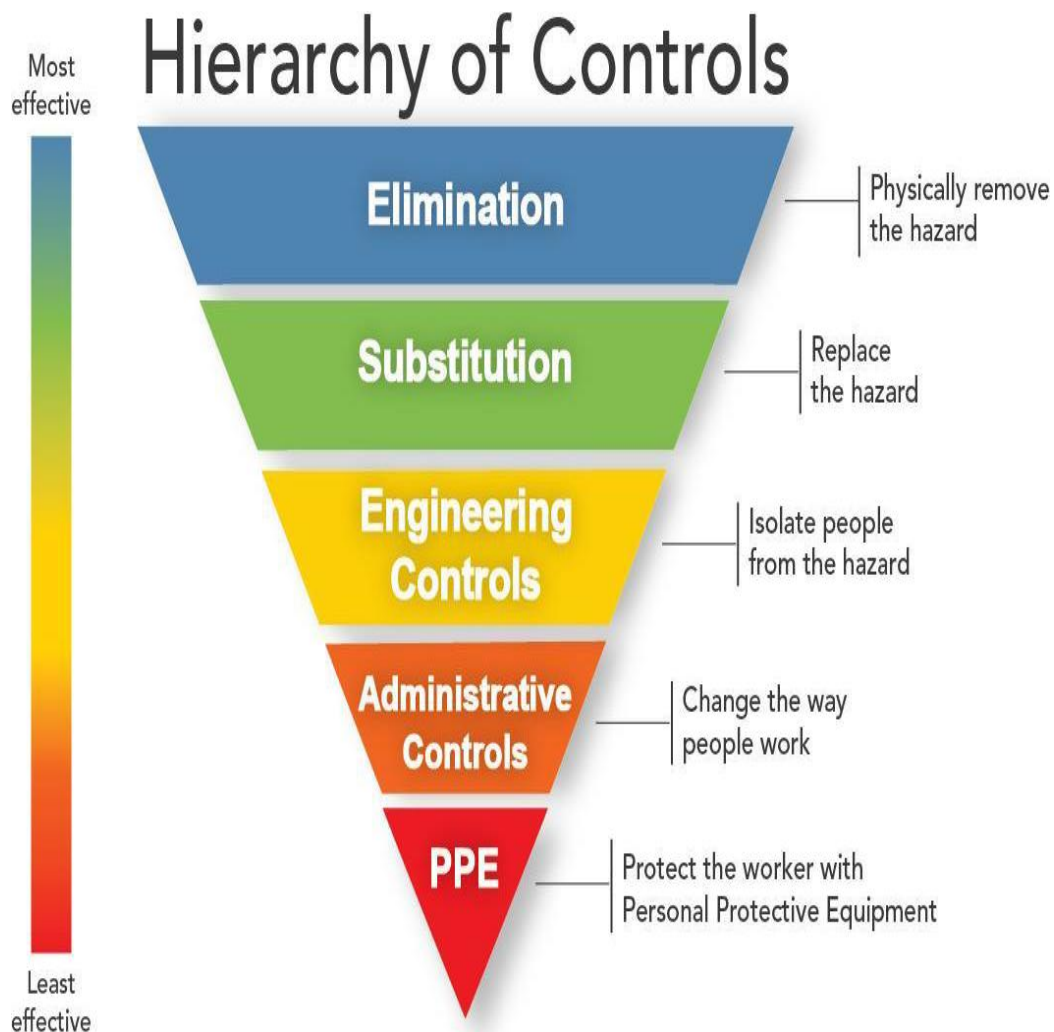 Hierarchy of Controls
Most
effective
Elimination
Physically remove
the hazard
Substitution
Replace
the hazard
Engineering
Controls
Isolate people
from the hazard
Administrative
Controls
Change the way
people work
PPE
Protect the worker with
Personal Protective Equipment
Least
effective